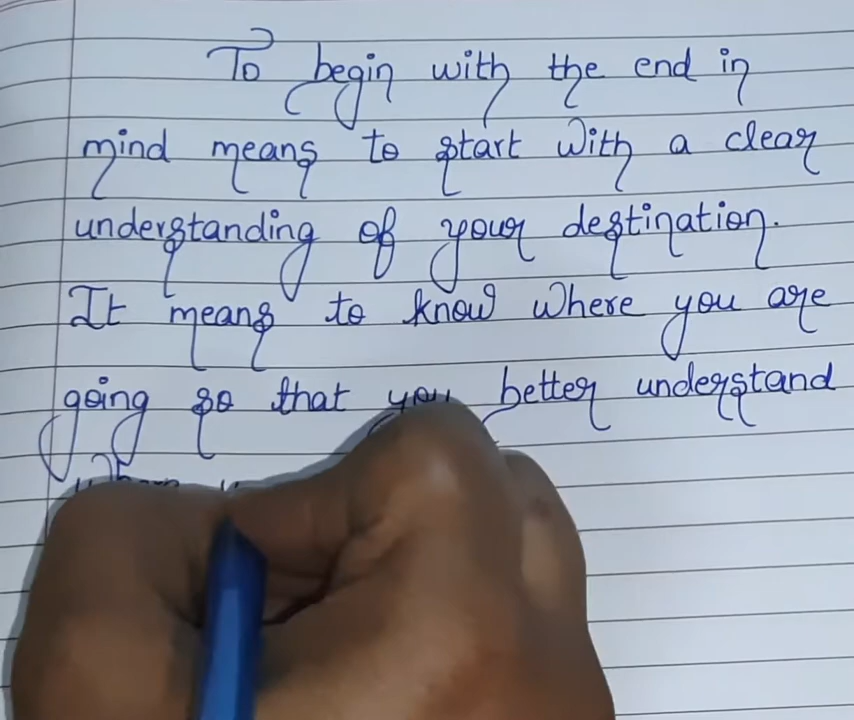 To begin with the end in
mind means to start with a clear
understanding of your destination.
It means to know where you are
going so that you better understand